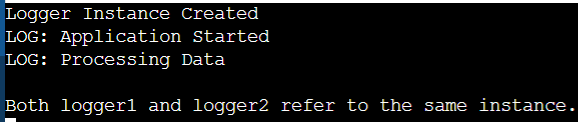 Logger Instance Created
LOG: Application Started
LOG: Processing Data
Both logger1 and logger2 refer to the same instance.